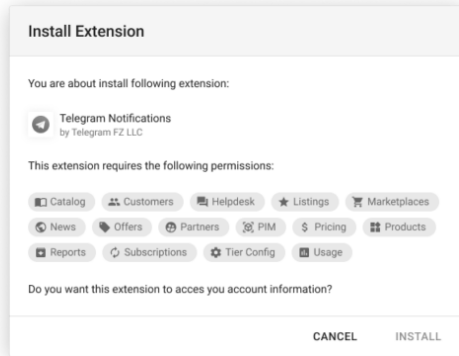 Install Extension
You are about install following extension:
Telegram Notifications
by Telegram FZ LLC
This extension requires the following permissions:
Catalog Customers Helpdesk Listings Marketplaces
News Offers Partners PIM Pricing Products
Reports Subscriptions Tier Config Usage
Do you want this extension to acces you account information?
CANCEL INSTALL